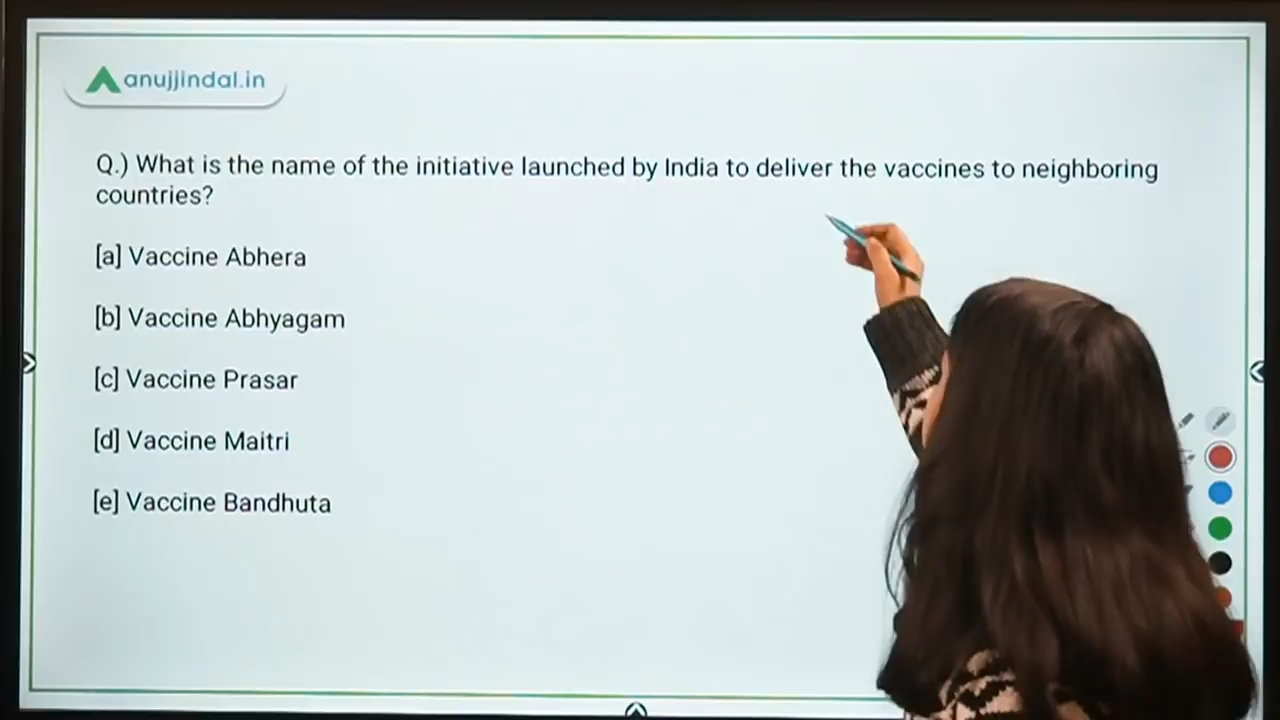 anujjindal.in
Q.) What is the name of the initiative launched by India to deliver the vaccines to neighboring
countries?
[a] Vaccine Abhera
[b] Vaccine Abhyagam
[c] Vaccine Prasar
[d] Vaccine Maitri
[e] Vaccine Bandhuta